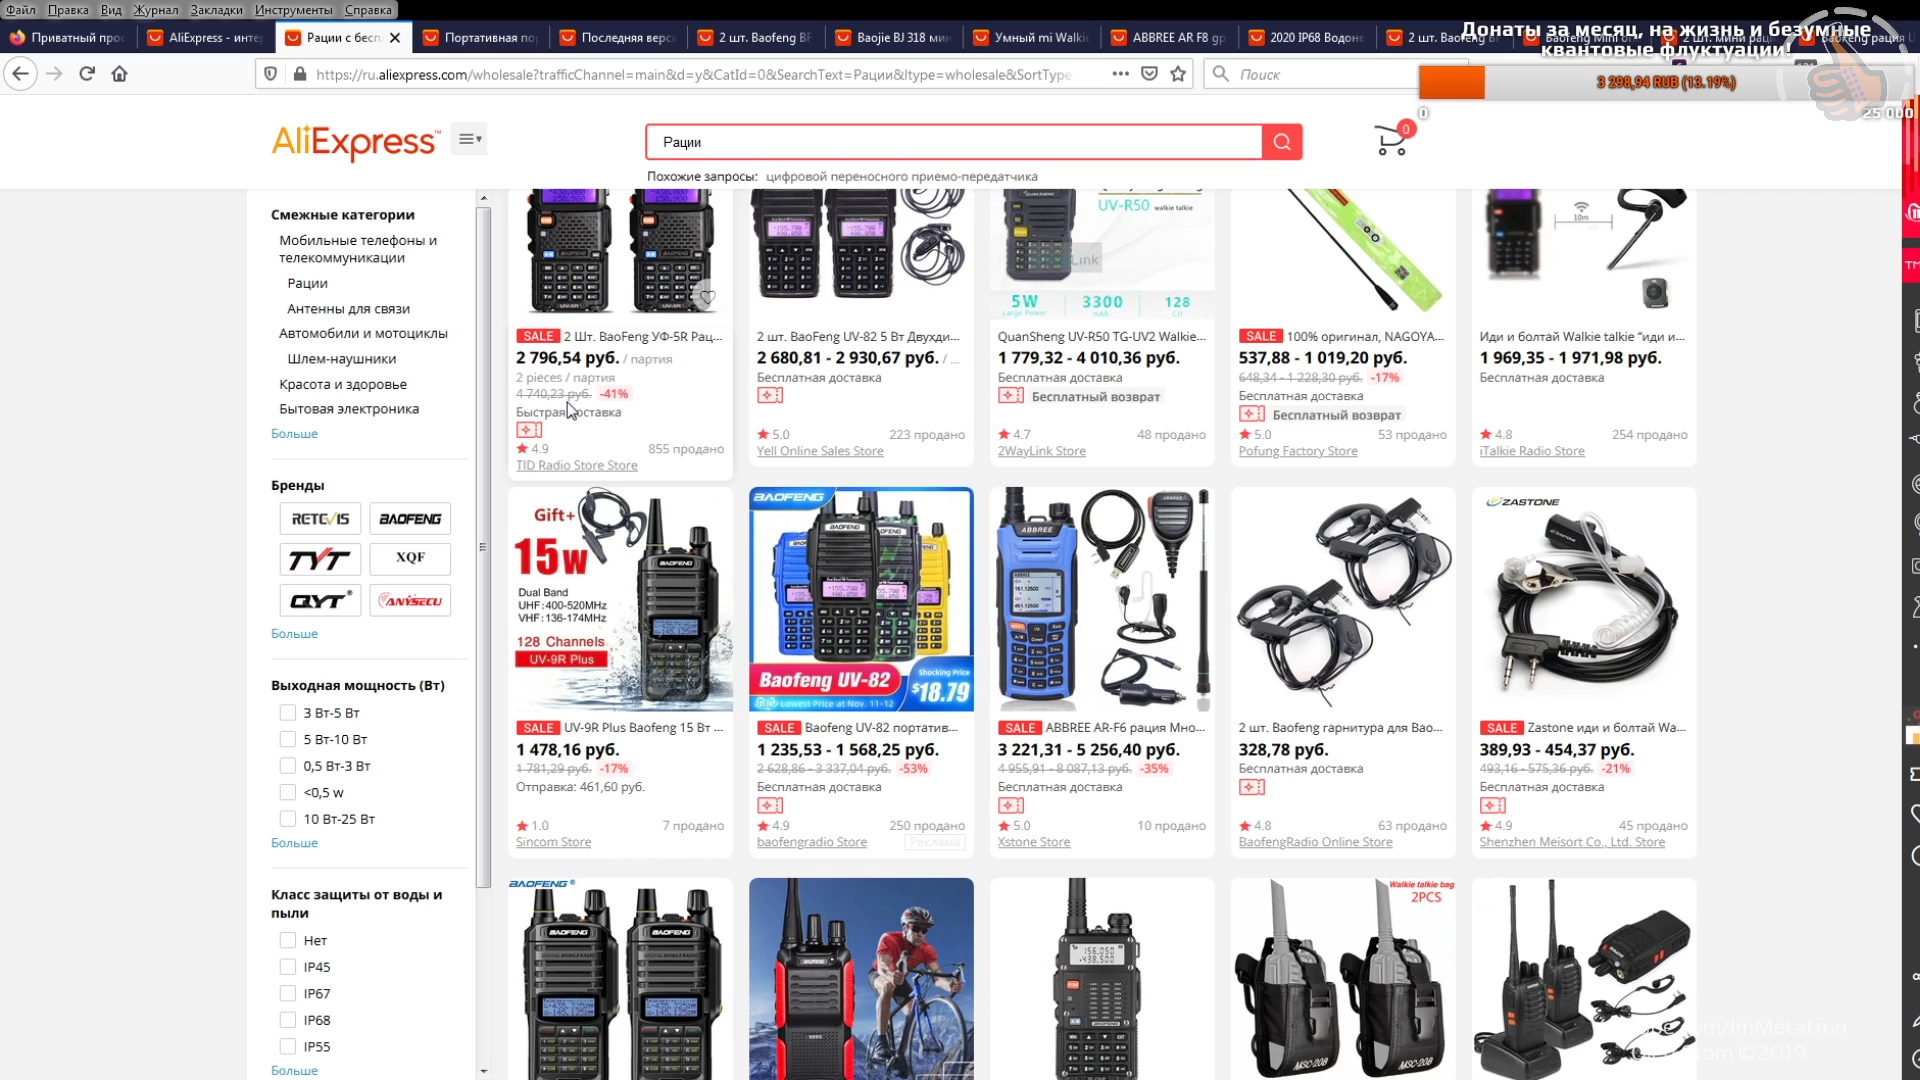 Файл Правка Вид Журнал Закладки Инструменты Справка
Приватный прос
AliExpress - инте
Рации с бесп
Портативная по
Последняя верс
2 шт. Baofeng BF
Baojie BJ 318 мин
Умный mi Walkie
ABBREE AR F8 gp
2020 IP68 Водоне
Донаты за месяц, на жизнь и безумные
квантовые флуктуации!
3 298,94 RUB (13.19%)
0
25 000
https://ru.aliexpress.com/wholesale?trafficChannel=main&d=y&CatId=0&SearchText=Рации&ltype=wholesale&SortType
Поиск
AliExpress™
Рации
0
Похожие запросы: цифровой переносного приемо-передатчика
Смежные категории
Мобильные телефоны и
телекоммуникации
Рации
Антенны для связи
Автомобили и мотоциклы
Шлем-наушники
Красота и здоровье
Бытовая электроника
Больше
Бренды
RETEVIS
BAOFENG
TYT
XQF
QYT
ANYSECU
Больше
Выходная мощность (Вт)
3 Вт-5 Вт
5 Вт-10 Вт
0,5 Вт-3 Вт
<0,5 w
10 Вт-25 Вт
Больше
Класс защиты от воды и
пыли
Нет
IP45
IP67
IP68
IP55
Больше
SALE 2 Шт. BaoFeng УФ-5R Рац...
2 796,54 руб. / партия
2 pieces / партия
4 740,23 руб. -41%
Быстрая доставка
4.9
855 продано
TID Radio Store Store
2 шт. BaoFeng UV-82 5 Вт Двухди...
2 680,81 - 2 930,67 руб. / ...
Бесплатная доставка
5.0
223 продано
Yell Online Sales Store
UV-R50 walkie talkie
5W 3300 128
QuanSheng UV-R50 TG-UV2 Walkie...
1 779,32 - 4 010,36 руб.
Бесплатная доставка
Бесплатный возврат
4.7
48 продано
2WayLink Store
SALE 100% оригинал, NAGOYA...
537,88 - 1 019,20 руб.
648,34 - 1 228,30 руб. -17%
Бесплатная доставка
Бесплатный возврат
5.0
53 продано
Pofung Factory Store
10m
Иди и болтай Walkie talkie “иди и...
1 969,35 - 1 971,98 руб.
Бесплатная доставка
4.8
254 продано
iTalkie Radio Store
Gift+
15w
Dual Band
UHF:400-520MHz
VHF:136-174MHz
128 Channels
UV-9R Plus
BAOFENG
SALE UV-9R Plus Baofeng 15 Вт ...
1 478,16 руб.
1 781,29 руб. -17%
Отправка: 461,60 руб.
1.0
7 продано
Sincom Store
BAOFENG
Baofeng UV-82
Shocking Price
$18.79
Lowest Price at Nov. 11-12
SALE Baofeng UV-82 портатив...
1 235,53 - 1 568,25 руб.
2 628,86 - 3 337,04 руб. -53%
Бесплатная доставка
4.9
250 продано
baofengradio Store
Реклама
ABBREE
SALE ABBREE AR-F6 рация Мно...
3 221,31 - 5 256,40 руб.
4 955,91 - 8 087,13 руб. -35%
Бесплатная доставка
5.0
10 продано
Xstone Store
2 шт. Baofeng гарнитура для Bao...
328,78 руб.
Бесплатная доставка
4.8
63 продано
BaofengRadio Online Store
ZASTONE
SALE Zastone иди и болтай Wa...
389,93 - 454,37 руб.
493,16 - 575,36 руб. -21%
Бесплатная доставка
4.9
45 продано
Shenzhen Meisort Co., Ltd. Store
BAOFENG®
BAOFENG
BAOFENG
Walkie talkie bag
2PCS
MSC-20B
MSC-20B